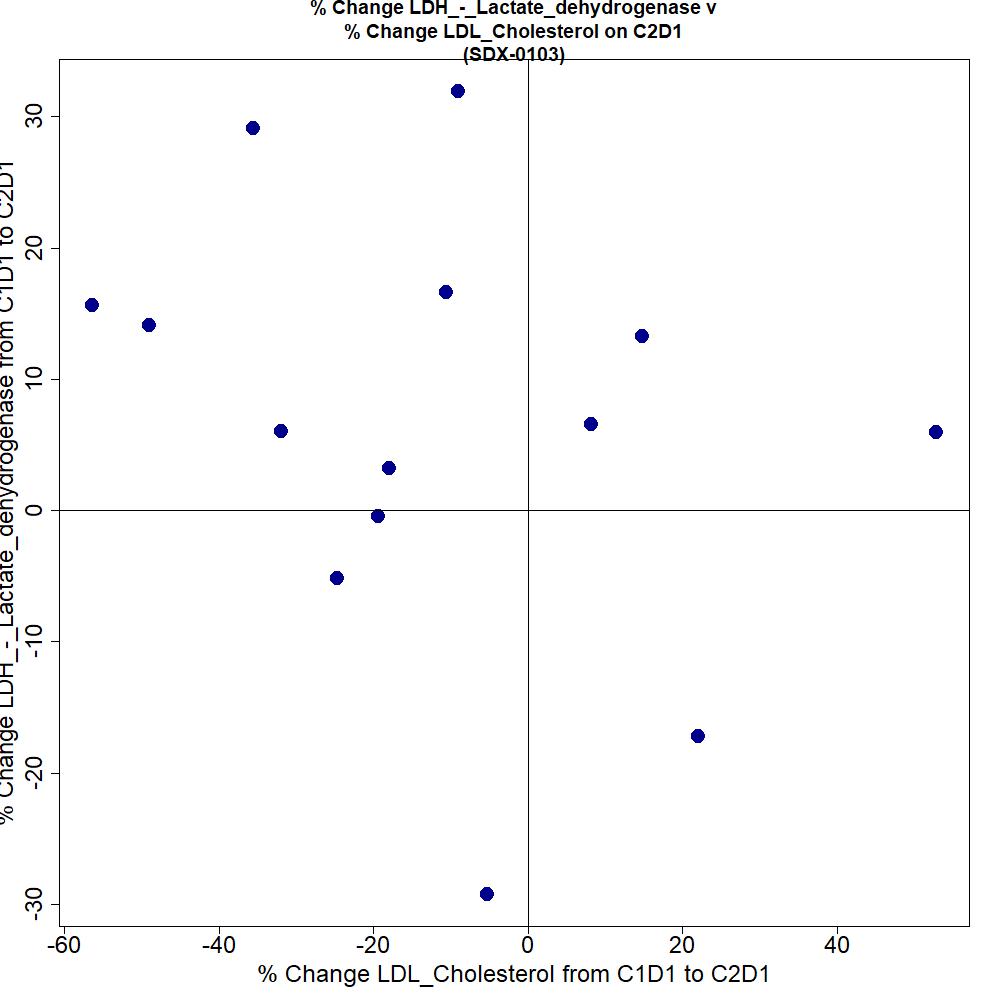 % Change LDH_-_Lactate_dehydrogenase v
% Change LDL_Cholesterol on C2D1
(SDX-0103)
% Change LDH_-_Lactate_dehydrogenase from C1D1 to C2D1
30
20
10
0
-10
-20
-30
-60
-40
-20
0
20
40
% Change LDL_Cholesterol from C1D1 to C2D1